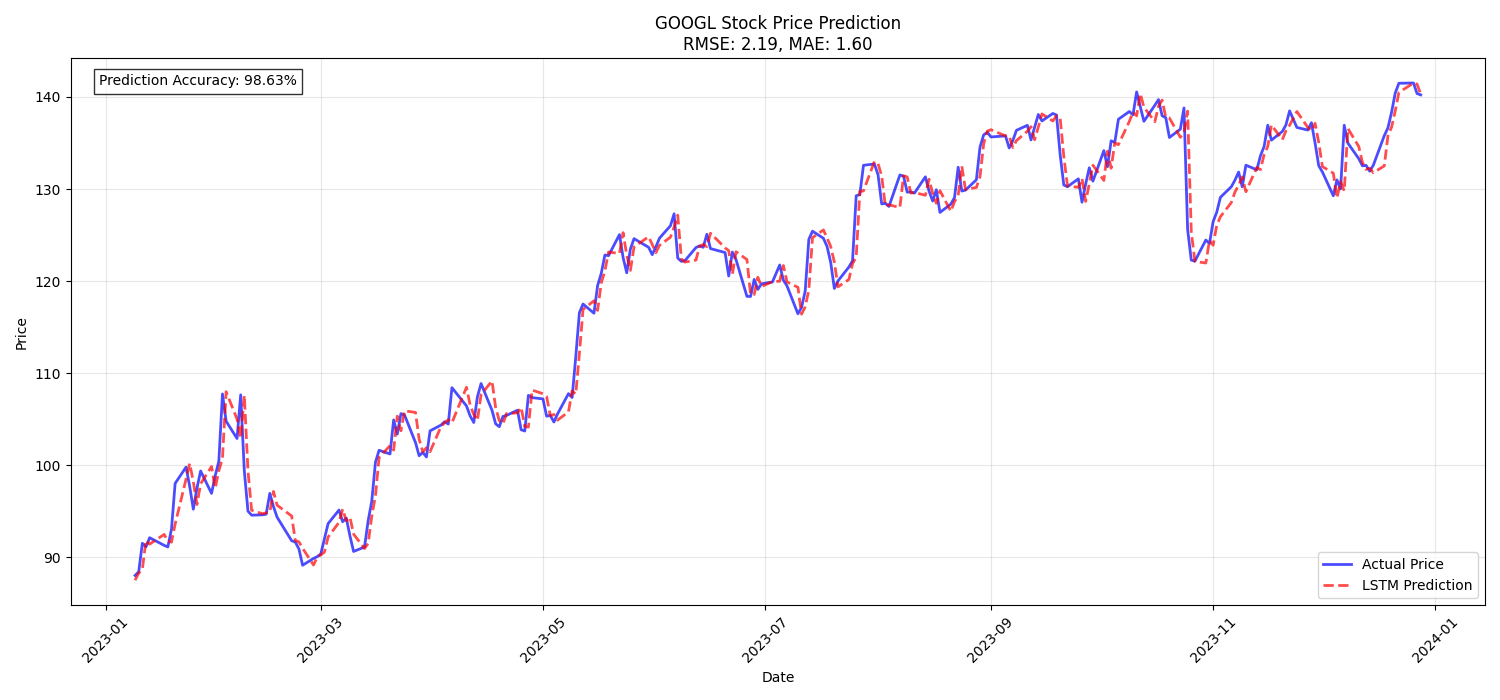 GOOGL Stock Price Prediction
RMSE: 2.19, MAE: 1.60
Prediction Accuracy: 98.63%
Price
140
130
120
110
100
90
Actual Price
LSTM Prediction
2023-01
2023-03
2023-05
2023-07
2023-09
2023-11
2024-01
Date